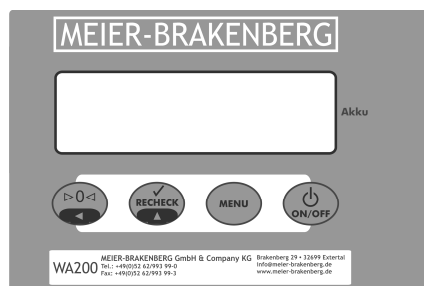 MEIER-BRAKENBERG
Akku
▷0◁
RECHECK
MENU
ON/OFF
WA200
MEIER-BRAKENBERG GmbH & Company KG
Tel.: +49(0)52 62/993 99-0
Fax: +49(0)52 62/993 99-3
Brakenberg 29 • 32699 Extertal
info@meier-brakenberg.de
www.meier-brakenberg.de